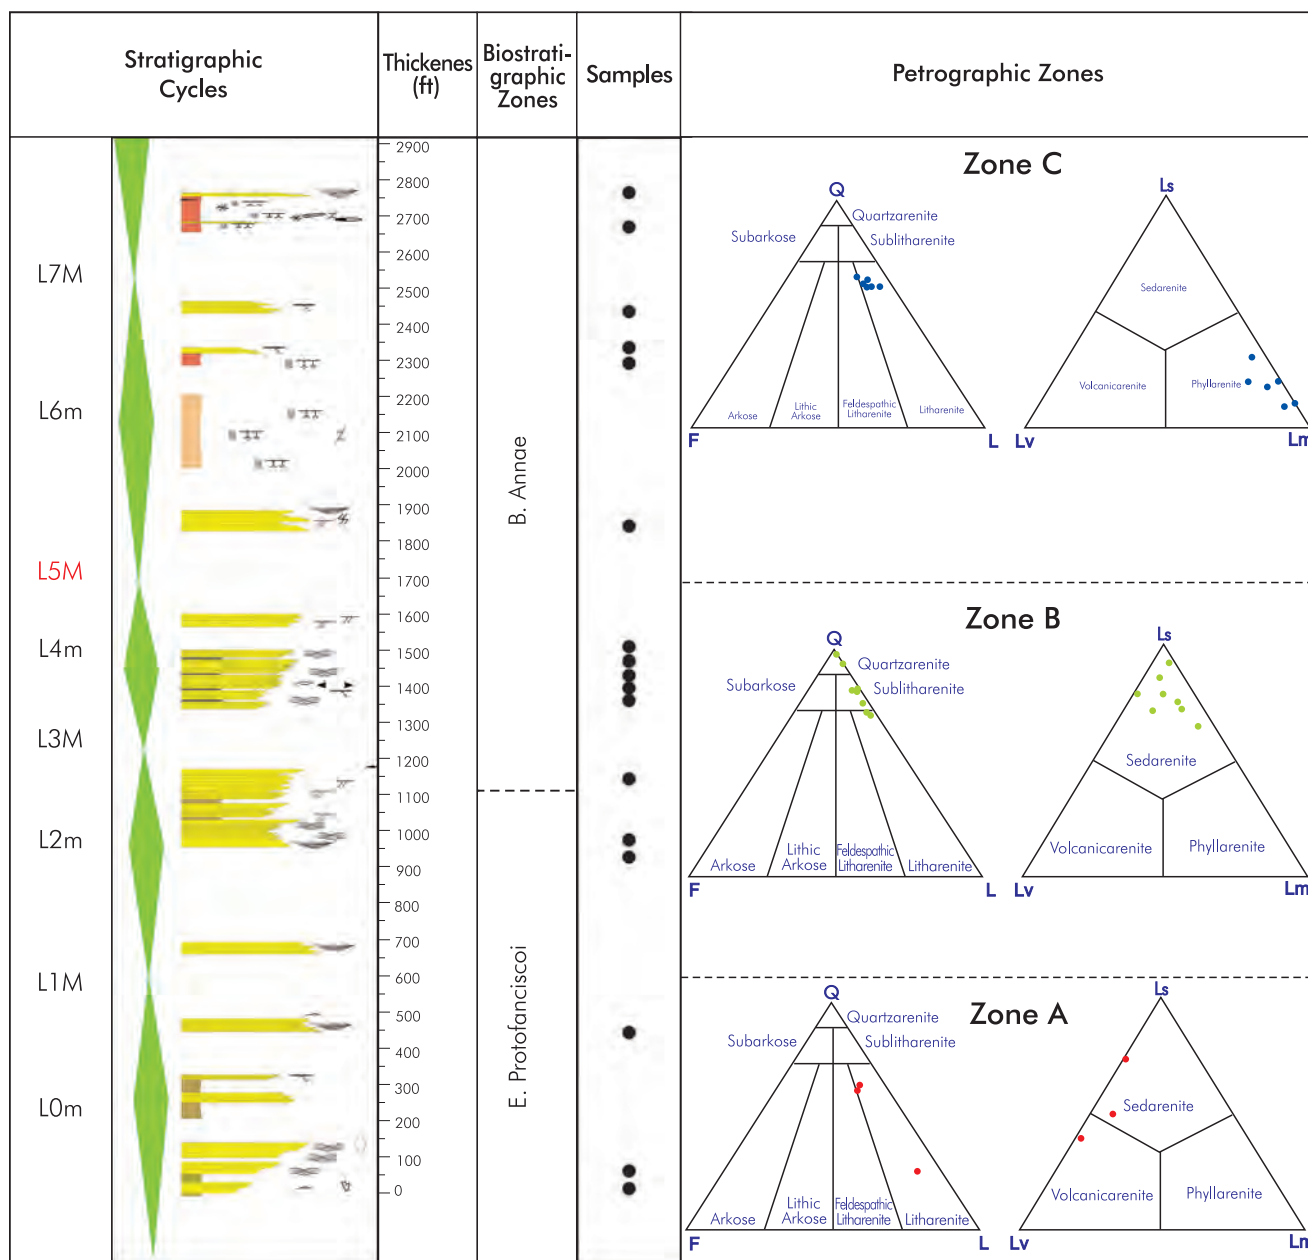 Stratigraphic
Cycles
Thickenes
(ft)
Biostrati-
graphic
Zones
Samples
Petrographic Zones
L7M
L6m
L5M
L4m
L3M
L2m
L1M
L0m
2900
2800
2700
2600
2500
2400
2300
2200
2100
2000
1900
1800
1700
1600
1500
1400
1300
1200
1100
1000
900
800
700
600
500
400
300
200
100
0
B. Annae
E. Protofanciscoi
Zone C
Q
Quartzarenite
Subarkose
Sublitharenite
Arkose
Lithic
Arkose
Feldespathic
Litharenite
Litharenite
F
L
Ls
Sedarenite
Volcanicarenite
Phyllarenite
Lv
Lm
Zone B
Q
Quartzarenite
Subarkose
Sublitharenite
Arkose
Lithic
Arkose
Feldespathic
Litharenite
Litharenite
F
L
Ls
Sedarenite
Volcanicarenite
Phyllarenite
Lv
Lm
Zone A
Q
Quartzarenite
Subarkose
Sublitharenite
Arkose
Lithic
Arkose
Feldespathic
Litharenite
Litharenite
F
L
Ls
Sedarenite
Volcanicarenite
Phyllarenite
Lv
Lm